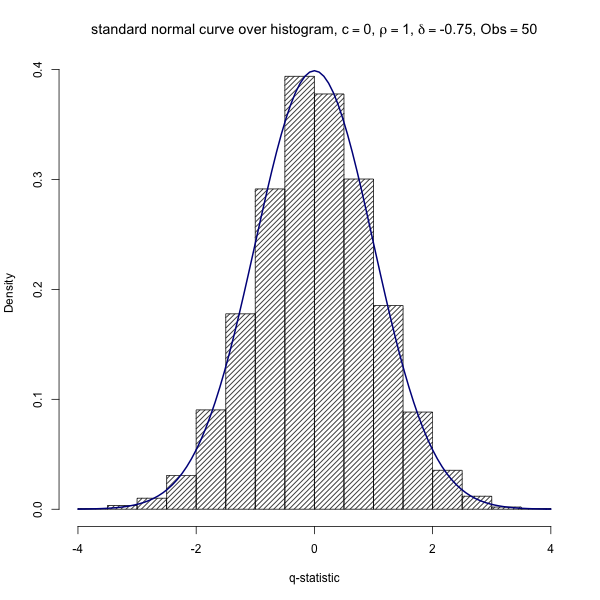 standard normal curve over histogram, c = 0, ρ = 1, δ = -0.75, Obs = 50
0.4
0.3
0.2
0.1
0.0
Density
-4 -2 0 2 4
q-statistic